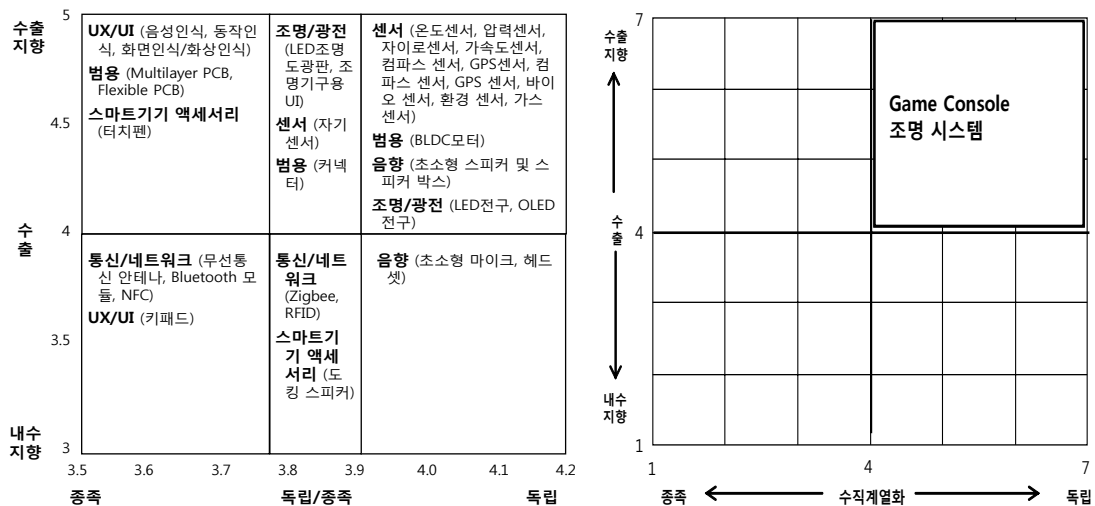 수출
지향
5
UX/UI (음성인식, 동작인
식, 화면인식/화상인식)
범용 (Multilayer PCB,
Flexible PCB)
스마트기기 액세서리
(터치펜)
조명/광전
(LED조명
도광판, 조
명기구용
UI)
센서 (자기
센서)
범용 (커넥
터)
센서 (온도센서, 압력센서,
자이로센서, 가속도센서,
컴파스 센서, GPS센서, 컴
파스 센서, GPS 센서, 바이
오 센서, 환경 센서, 가스
센서)
범용 (BLDC모터)
음향 (초소형 스피커 및 스
피커 박스)
조명/광전 (LED전구, OLED
전구)
4.5
수
출
4
통신/네트워크 (무선통
신 안테나, Bluetooth 모
듈, NFC)
UX/UI (키패드)
통신/네트
워크
(Zigbee,
RFID)
스마트기
기 액세
서리 (도
킹 스피커)
음향 (초소형 마이크, 헤드
셋)
3.5
내수
지향
3
3.5
3.6
3.7
3.8
3.9
4.0
4.1
4.2
종족
독립/종족
독립
7
수출
지향
Game Console
조명 시스템
수
출
4
내수
지향
1
1
4
7
종족
수직계열화
독립